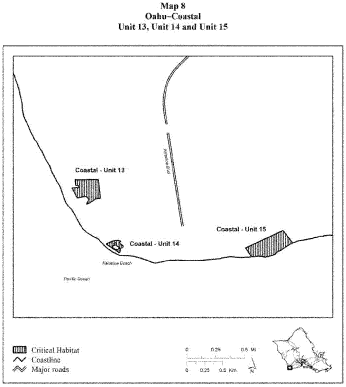 Map 8
Oahu–Coastal
Unit 13, Unit 14 and Unit 15
Coastal - Unit 13
Coastal - Unit 15
Coastal - Unit 14
Pacific Ocean
Critical Habitat
Coastline
Major roads
0 0.25 0.5 Mi
0 0.25 0.5 Km